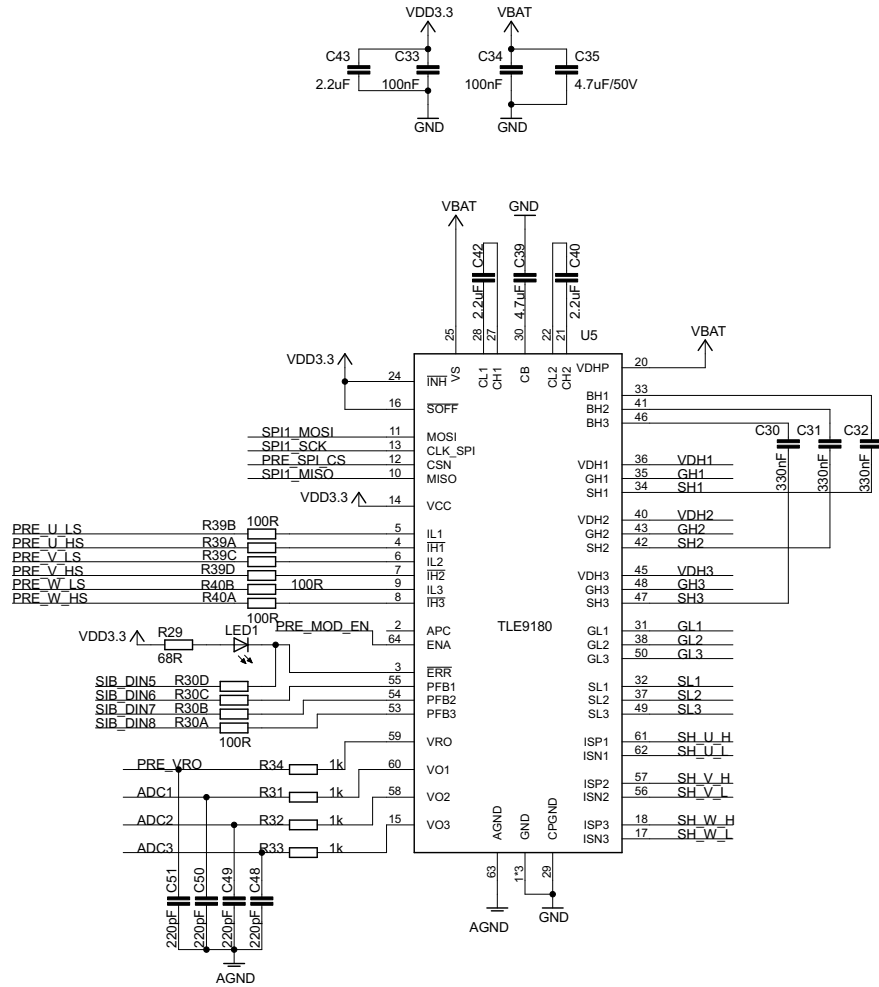 VDD3.3 VBAT
C43 C33 C34 C35
2.2uF 100nF 100nF 4.7uF/50V
GND GND
VBAT GND
C42 C39 C40
2.2uF 4.7uF 2.2uF
25 28 27 30 22 21 U5
VS CL1 CH1 CB CL2 CH2
VBAT
VDHP 20
VDD3.3
24 INH
16 SOFF
BH1 33
BH2 41
BH3 46
C30 C31 C32
330nF 330nF 330nF
SPI1_MOSI 11 MOSI
SPI1_SCK 13 CLK_SPI
PRE_SPI_CS 12 CSN
SPI1_MISO 10 MISO
VDD3.3 14 VCC
VDH1 36 VDH1
GH1 35 GH1
SH1 34 SH1
VDH2 40 VDH2
GH2 43 GH2
SH2 42 SH2
VDH3 45 VDH3
GH3 48 GH3
SH3 47 SH3
PRE_U_LS R39B 100R 5 IL1
PRE_U_HS R39A 4 IH1
PRE_V_LS R39C 6 IL2
PRE_V_HS R39D 7 IH2
PRE_W_LS R40B 100R 9 IL3
PRE_W_HS R40A 8 IH3
100R
PRE_MOD_EN 2 APC
64 ENA
TLE9180
GL1 31 GL1
GL2 38 GL2
GL3 50 GL3
VDD3.3 R29 LED1
68R
3 ERR
SIB_DIN5 R30D 55 PFB1
SIB_DIN6 R30C 54 PFB2
SIB_DIN7 R30B 53 PFB3
SIB_DIN8 R30A
100R
SL1 32 SL1
SL2 37 SL2
SL3 49 SL3
59 VRO
PRE_VRO R34 1k 60 VO1
ADC1 R31 1k 58 VO2
ADC2 R32 1k 15 VO3
ADC3 R33 1k
ISP1 61 SH_U_H
ISN1 62 SH_U_L
ISP2 57 SH_V_H
ISN2 56 SH_V_L
ISP3 18 SH_W_H
ISN3 17 SH_W_L
AGND GND CPGND
63 1*3 29
AGND GND
C51 C50 C49 C48
220pF 220pF 220pF 220pF
AGND